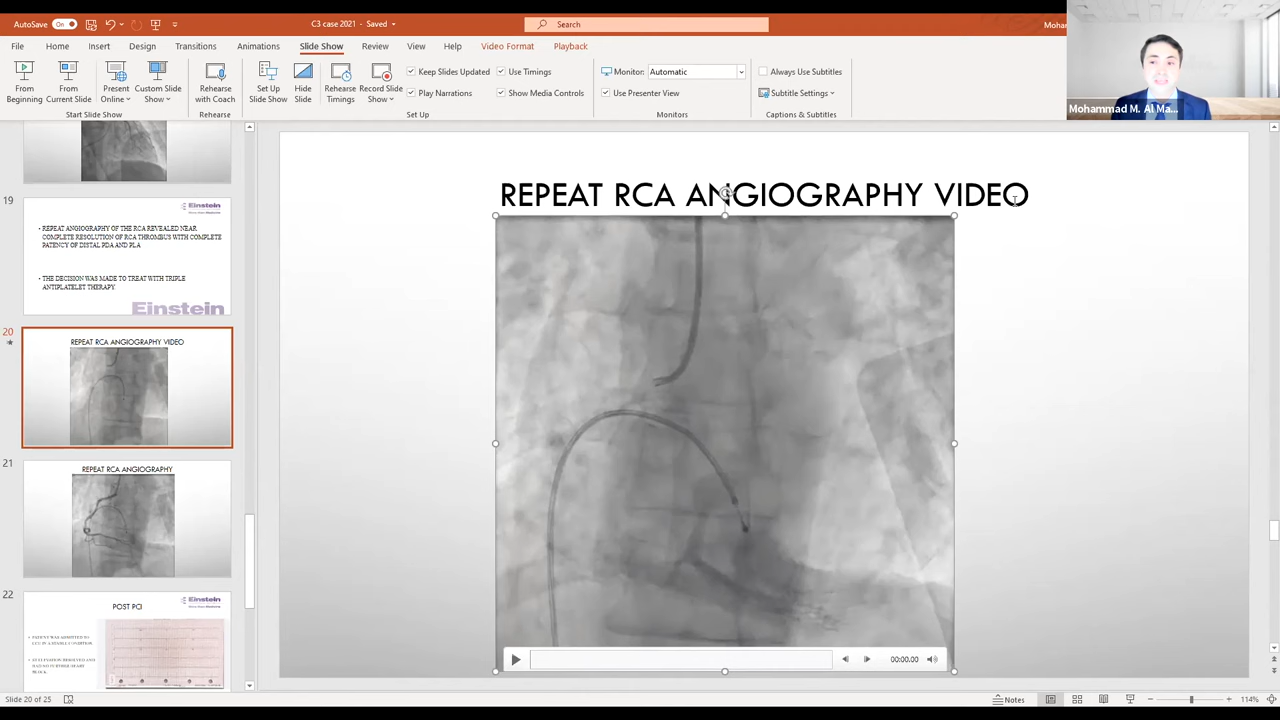 AutoSave On
C3 case 2021 - Saved
Search
Moham
File Home Insert Design Transitions Animations Slide Show Review View Help Video Format Playback
From Beginning
From Current Slide
Present Online
Custom Slide Show
Start Slide Show
Rehearse with Coach
Rehearse
Set Up Slide Show
Hide Slide
Rehearse Timings
Record Slide Show
Keep Slides Updated
Play Narrations
Use Timings
Show Media Controls
Set Up
Monitor: Automatic
Use Presenter View
Monitors
Always Use Subtitles
Subtitle Settings
Captions & Subtitles
Mohammad M. Al Ma...
19
Einstein
• REPEAT ANGIOGRAPHY OF THE RCA REVEALED NEAR
COMPLETE RESOLUTION OF RCA THROMBUS WITH COMPLETE
PATENCY OF DISTAL PDA AND PLA
• THE DECISION WAS MADE TO TREAT WITH TRIPLE
ANTIPLATELET THERAPY
Einstein
20
REPEAT RCA ANGIOGRAPHY VIDEO
21
REPEAT RCA ANGIOGRAPHY
22
Einstein
POST PCI
REPEAT RCA ANGIOGRAPHY VIDEO
00:00.00
Slide 20 of 25
Notes
114%